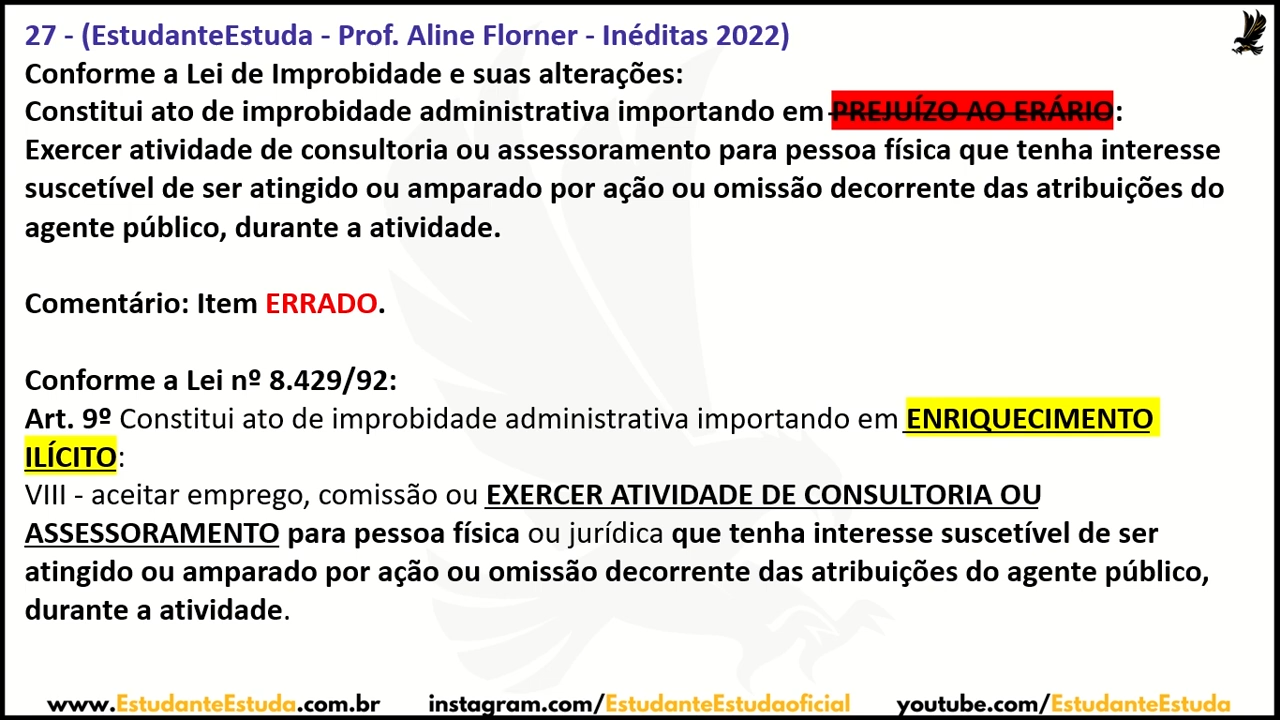 27 - (EstudanteEstuda - Prof. Aline Florner - Inéditas 2022)
Conforme a Lei de Improbidade e suas alterações:
Constitui ato de improbidade administrativa importando em PREJUÍZO AO ERÁRIO:
Exercer atividade de consultoria ou assessoramento para pessoa física que tenha interesse
suscetível de ser atingido ou amparado por ação ou omissão decorrente das atribuições do
agente público, durante a atividade.
Comentário: Item ERRADO.
Conforme a Lei nº 8.429/92:
Art. 9º Constitui ato de improbidade administrativa importando em ENRIQUECIMENTO
ILÍCITO:
VIII - aceitar emprego, comissão ou EXERCER ATIVIDADE DE CONSULTORIA OU
ASSESSORAMENTO para pessoa física ou jurídica que tenha interesse suscetível de ser
atingido ou amparado por ação ou omissão decorrente das atribuições do agente público,
durante a atividade.
www.EstudanteEstuda.com.br instagram.com/EstudanteEstudaoficial youtube.com/EstudanteEstuda